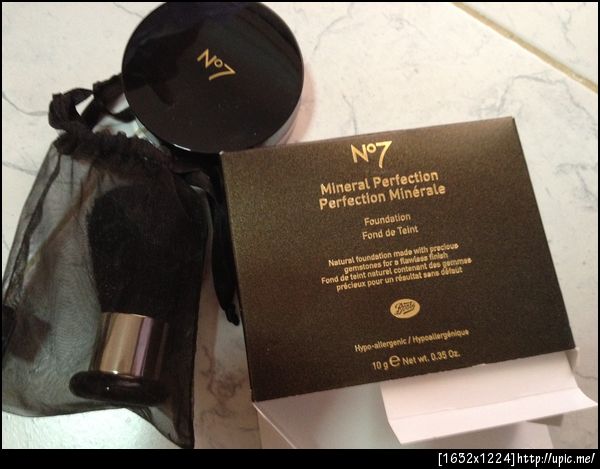 No7
No7
Mineral Perfection
Perfection Minérale
Foundation
Fond de Teint
Natural foundation made with precious
gemstones for a flawless finish
Fond de teint naturel contenant des gemmes
précieux pour un résultat sans défaut
Boots
Hypo-allergenic / Hypoallergénique
10 g e Net wt. 0.35 Oz.
[1632x1224]http://upic.me/